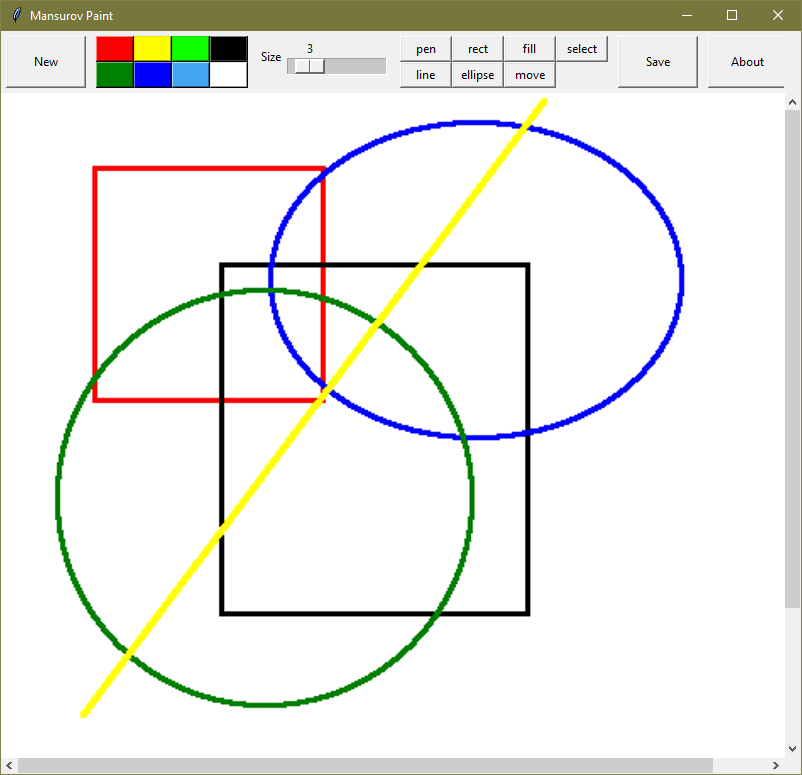 Mansurov Paint
New
Size
3
pen rect fill select
line ellipse move
Save
About